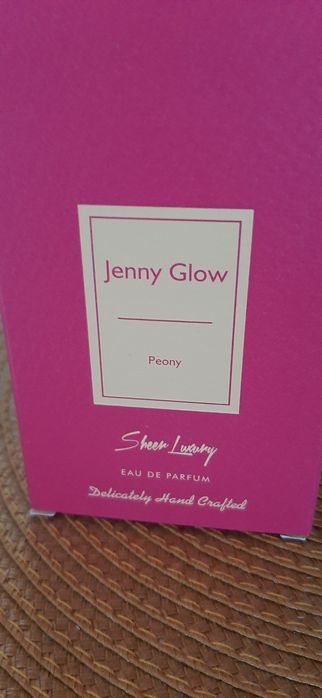 Jenny Glow
Peony
Sheer Luxury
EAU DE PARFUM
Delicately Hand Crafted